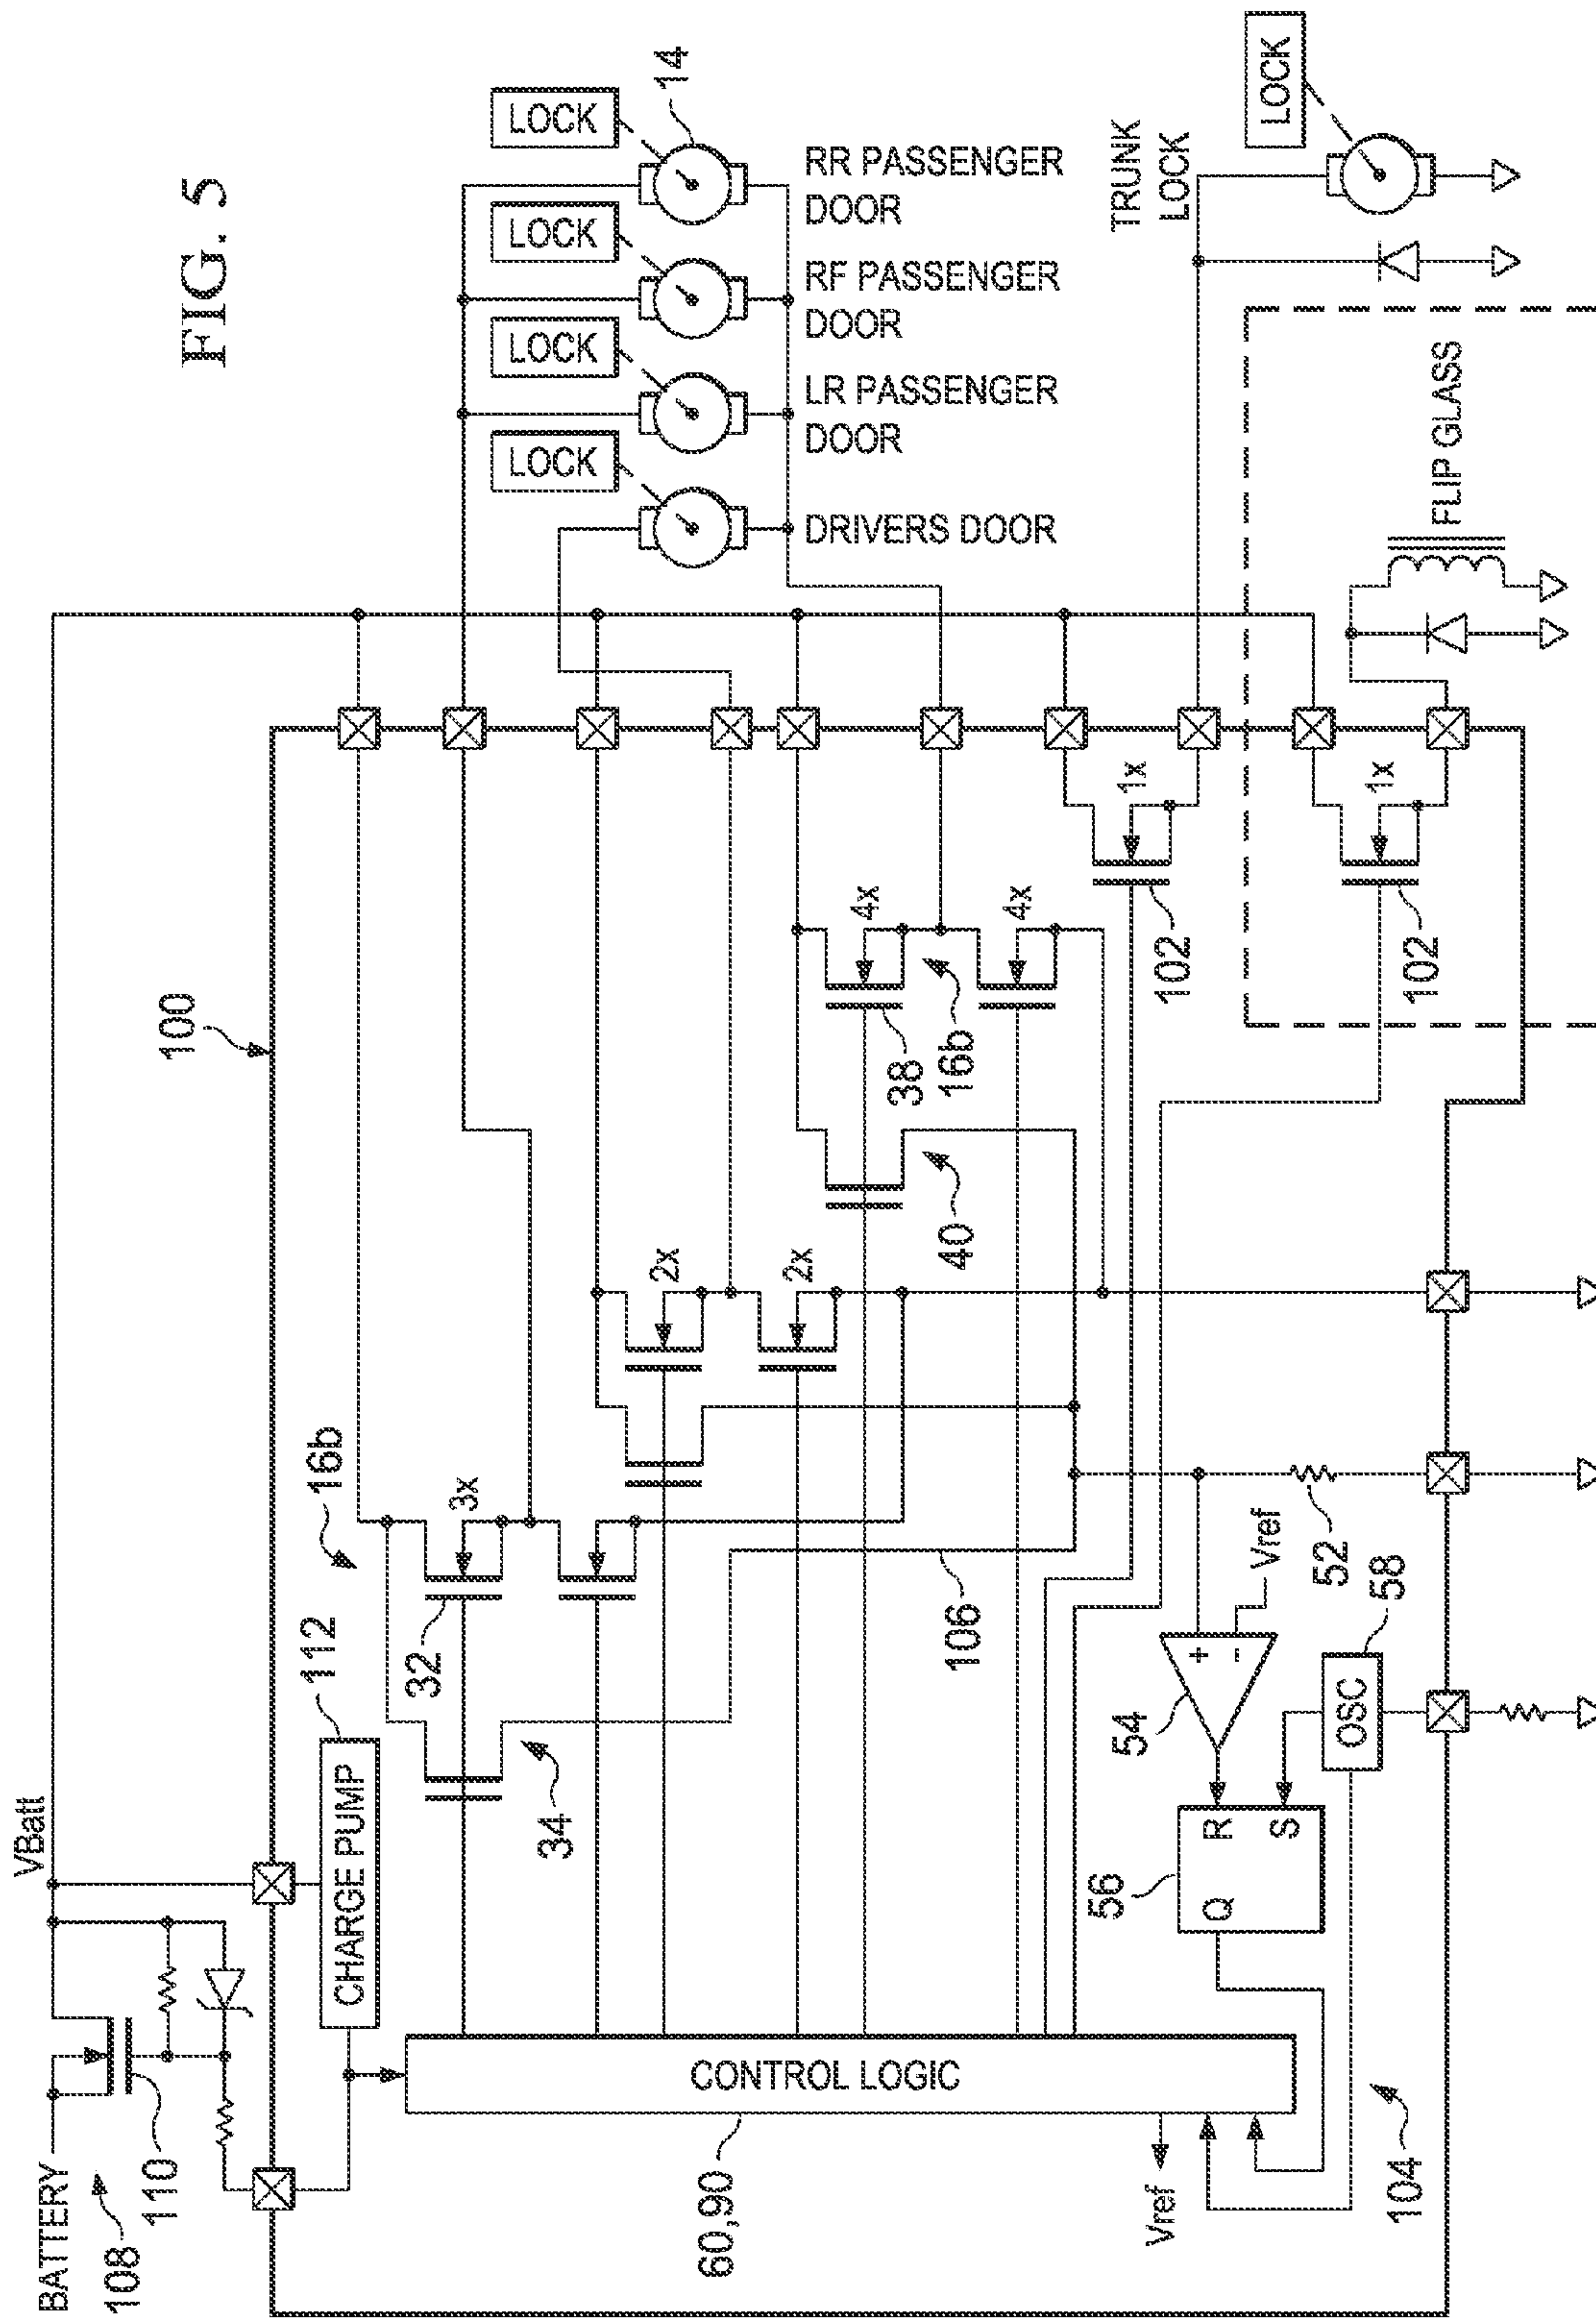 FIG. 5
BATTERY
VBatt
108
110
100
112
CHARGE PUMP
16b
32
3x
34
2x
2x
40
38
4x
16b
4x
106
1x
102
1x
102
CONTROL LOGIC
60,90
Vref
104
56
Q
R
S
54
+
-
Vref
52
58
OSC
LOCK
LOCK
LOCK
LOCK
14
DRIVERS DOOR
LR PASSENGER
DOOR
RF PASSENGER
DOOR
RR PASSENGER
DOOR
TRUNK
LOCK
LOCK
FLIP GLASS